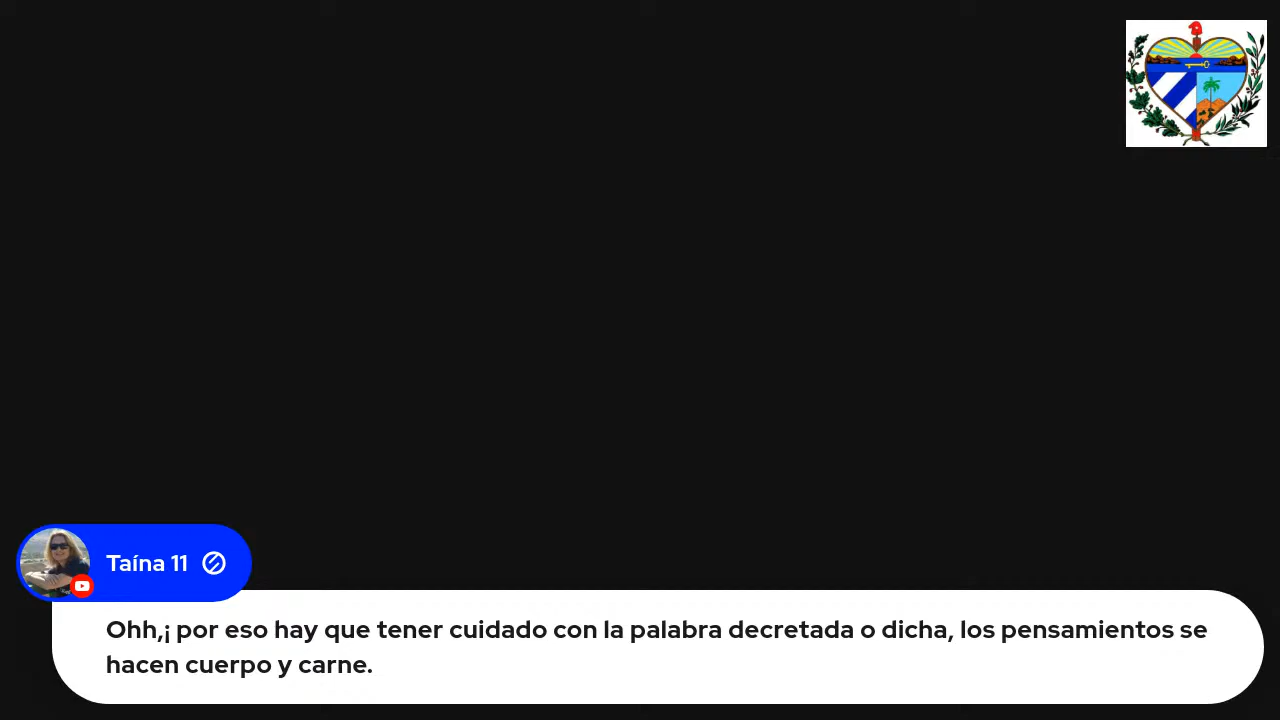 Taína 11
Ohh,¡ por eso hay que tener cuidado con la palabra decretada o dicha, los pensamientos se
hacen cuerpo y carne.